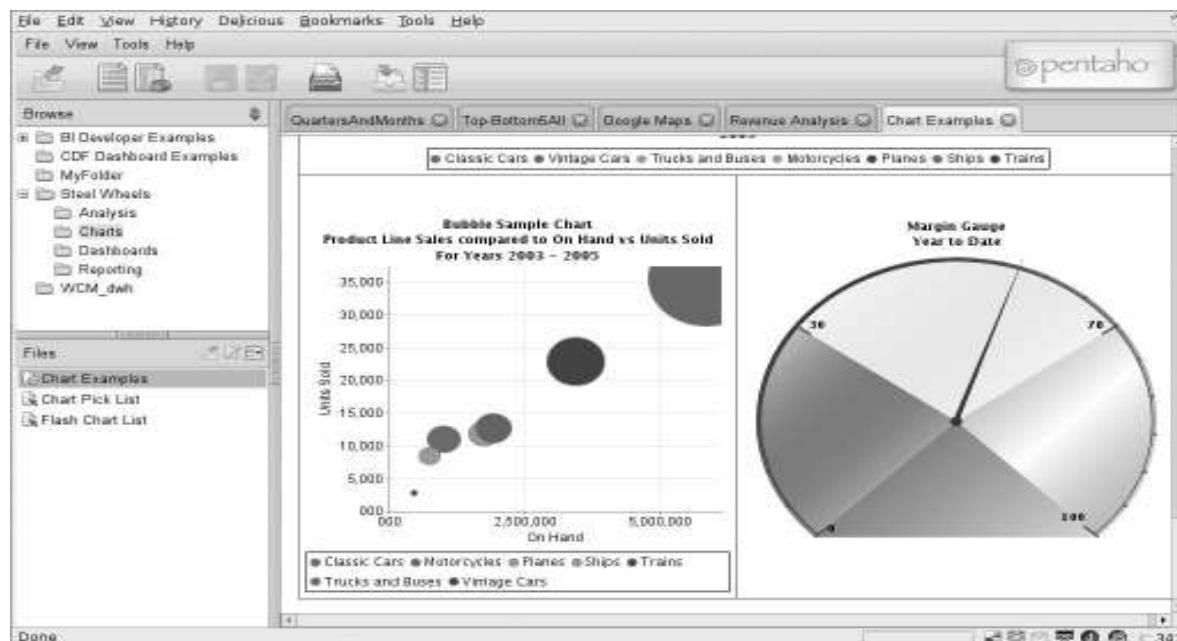 File Edit View History Delicious Bookmarks Tools Help
File View Tools Help
pentaho
Browse
BI Developer Examples
CDF Dashboard Examples
MyFolder
Steel Wheels
Analysis
Charts
Dashboards
Reporting
WCM_dwh
Files
Chart Examples
Chart Pick List
Flash Chart List
QuartersAndMonths Top-Bottom5All Google Maps Revenue Analysis Chart Examples
Classic Cars Vintage Cars Trucks and Buses Motorcycles Planes Ships Trains
Bubble Sample Chart
Product Line Sales compared to On Hand vs Units Sold
For Years 2003 - 2005
Units Sold
35,000
30,000
25,000
20,000
15,000
10,000
5,000
000
000 2,500,000 5,000,000
On Hand
Classic Cars Motorcycles Planes Ships Trains
Trucks and Buses Vintage Cars
Margin Gauge
Year to Date
30 70
0 100
Done